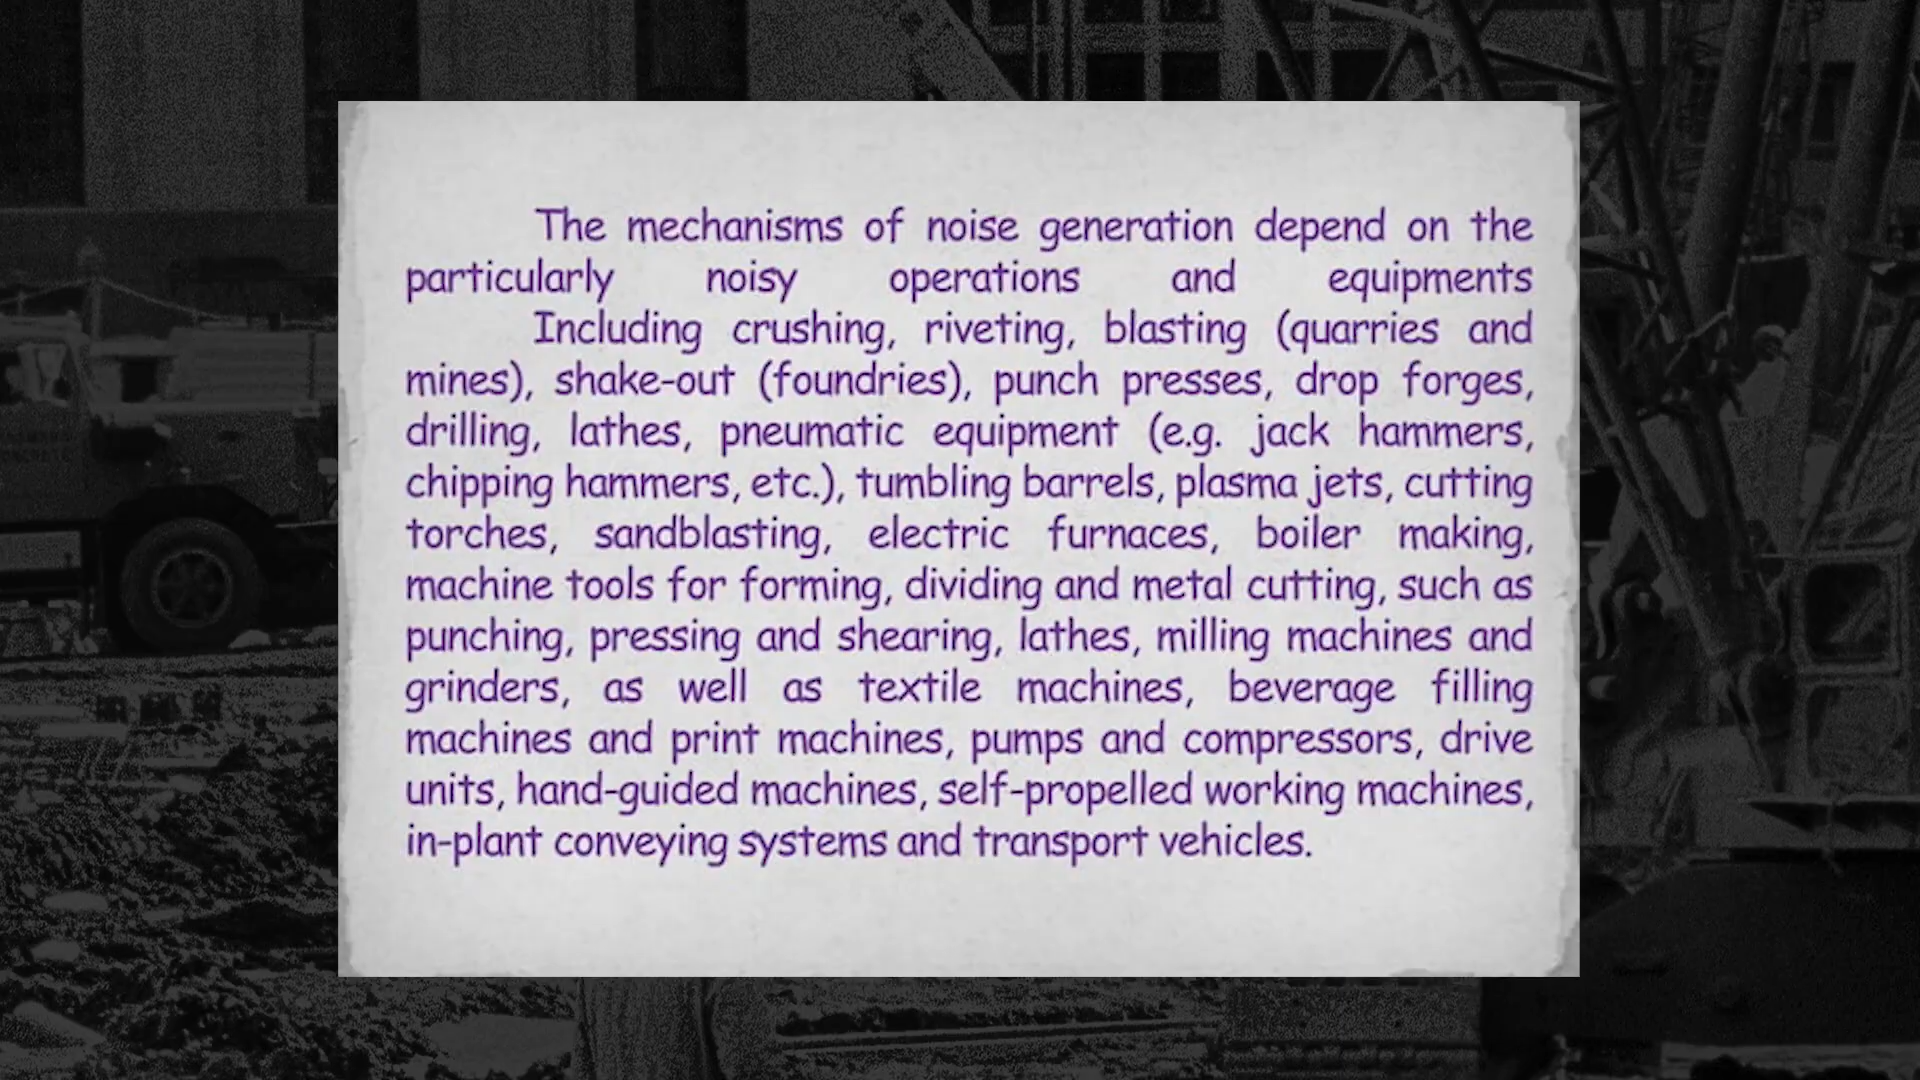 The mechanisms of noise generation depend on the
particularly noisy operations and equipments
Including crushing, riveting, blasting (quarries and
mines), shake-out (foundries), punch presses, drop forges,
drilling, lathes, pneumatic equipment (e.g. jack hammers,
chipping hammers, etc.), tumbling barrels, plasma jets, cutting
torches, sandblasting, electric furnaces, boiler making,
machine tools for forming, dividing and metal cutting, such as
punching, pressing and shearing, lathes, milling machines and
grinders, as well as textile machines, beverage filling
machines and print machines, pumps and compressors, drive
units, hand-guided machines, self-propelled working machines,
in-plant conveying systems and transport vehicles.